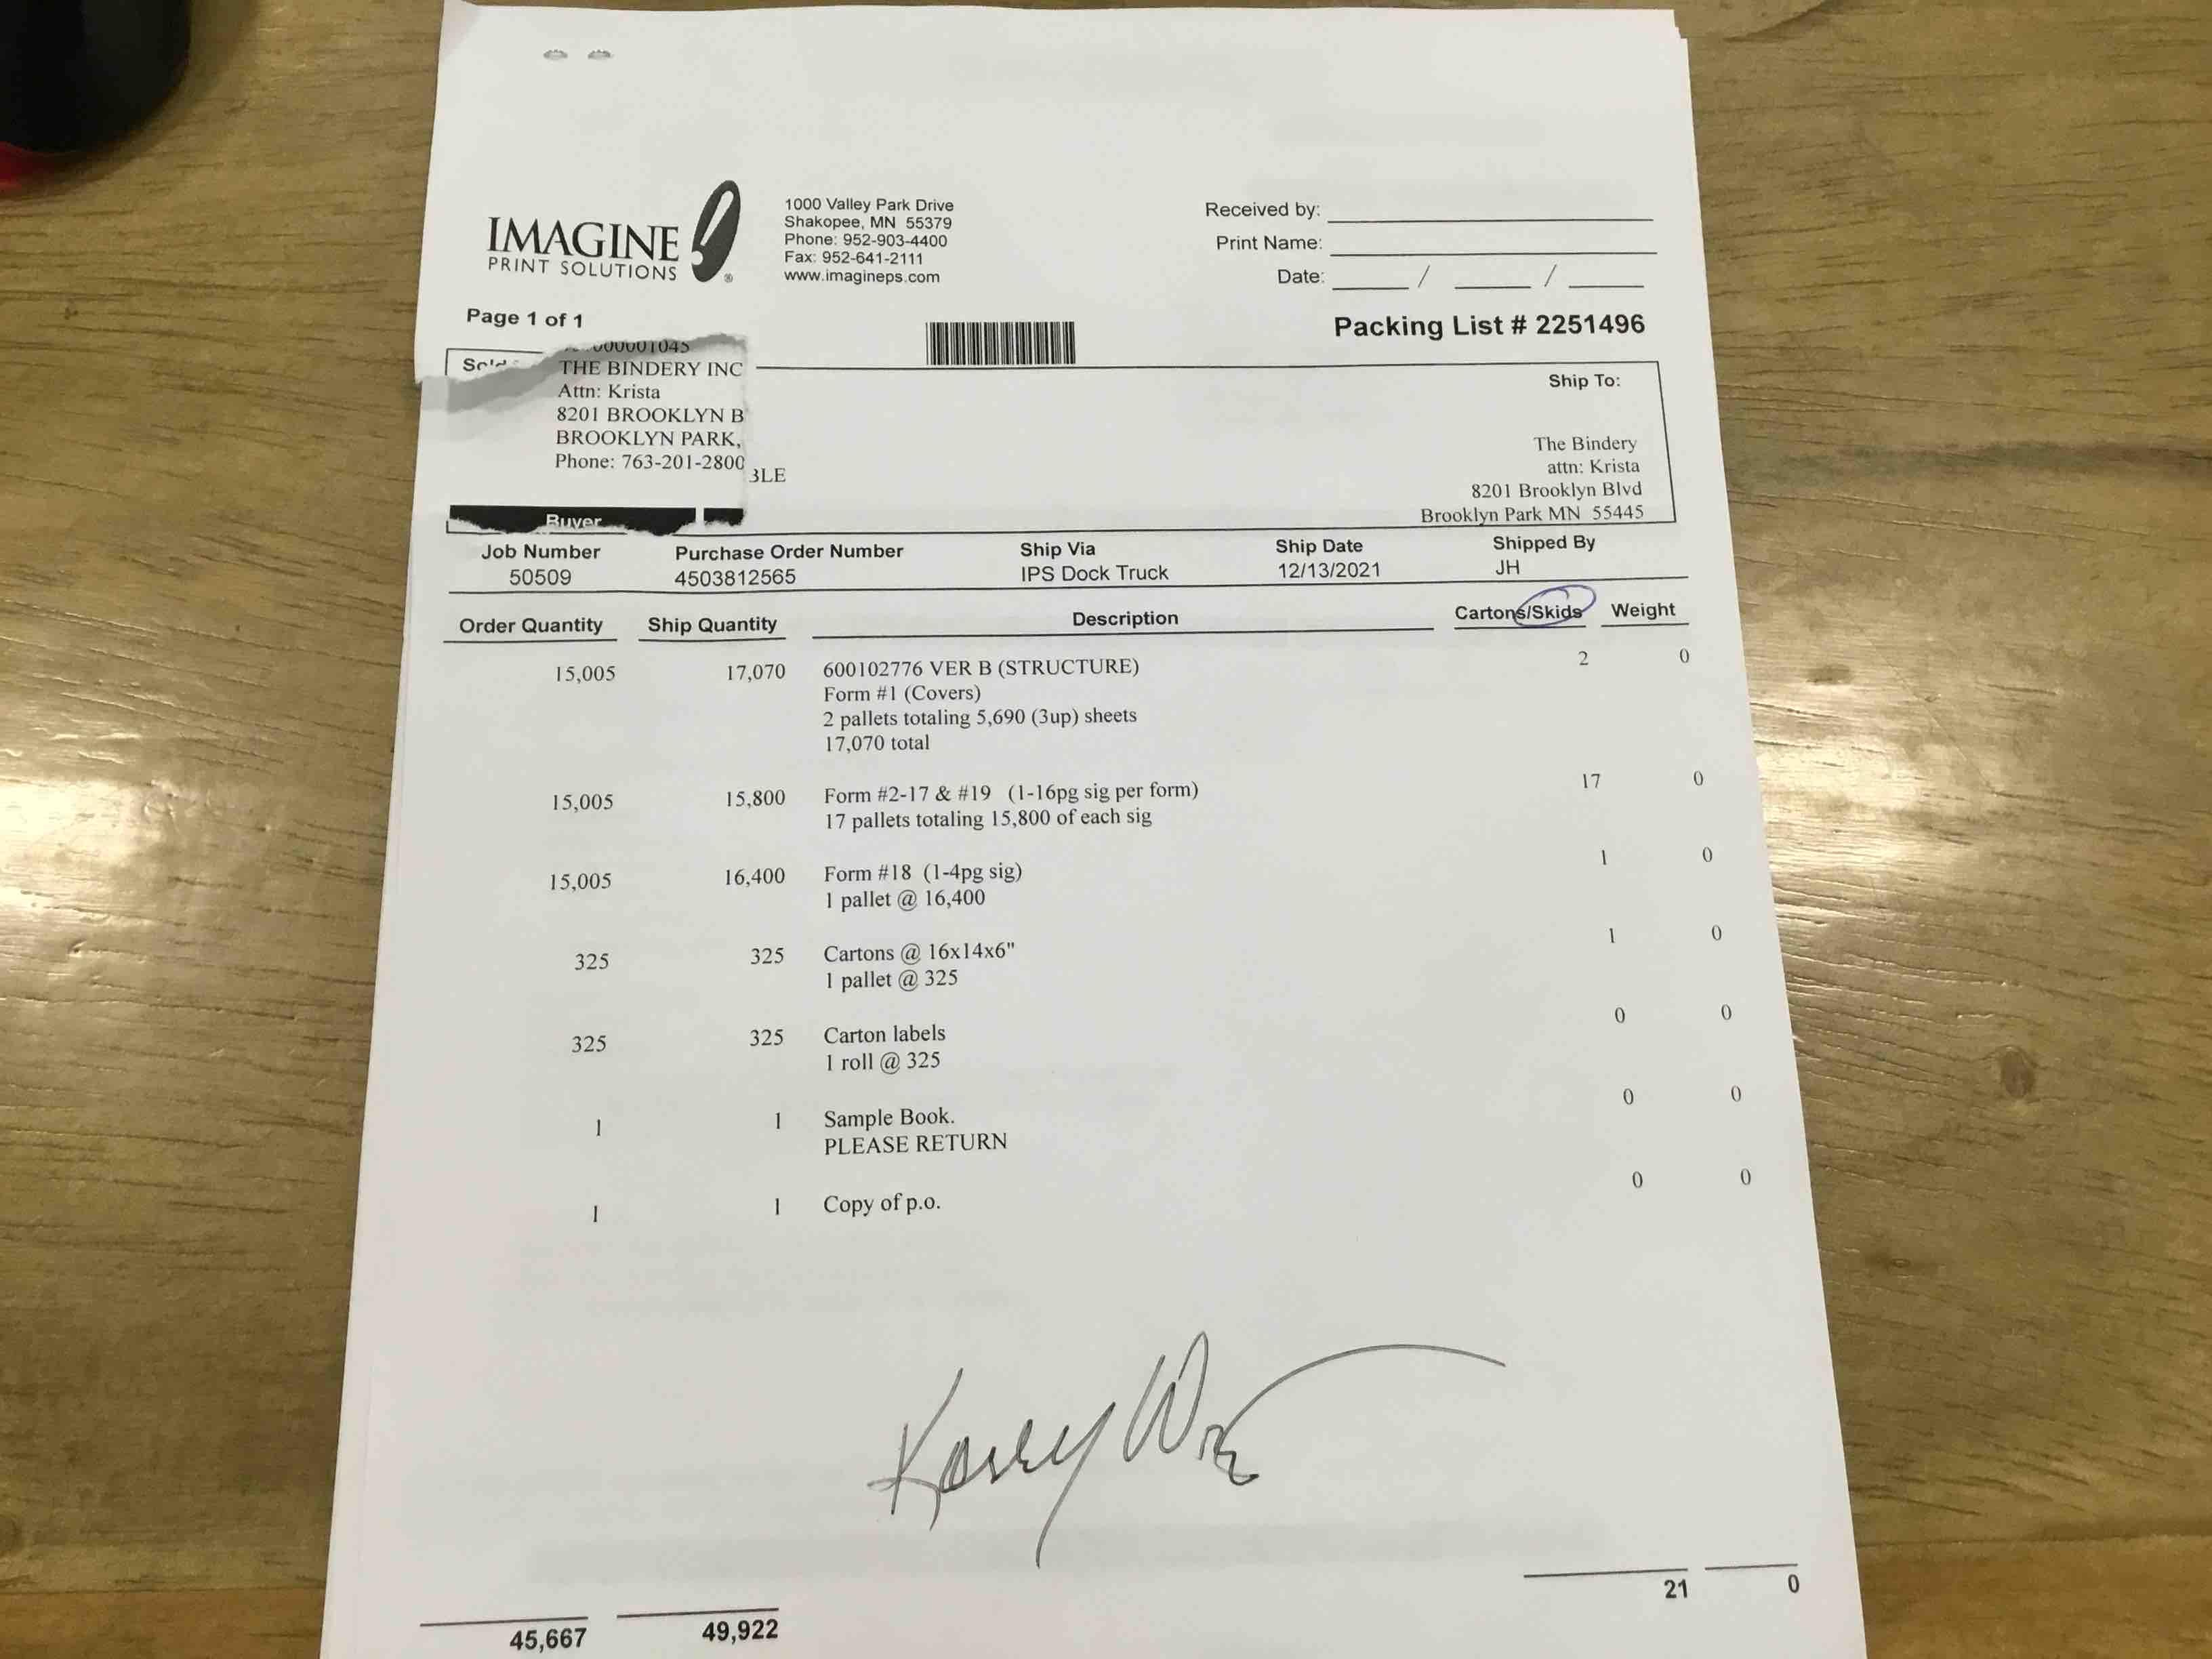 IMAGINE
PRINT SOLUTIONS
®
1000 Valley Park Drive
Shakopee, MN 55379
Phone: 952-903-4400
Fax: 952-641-2111
www.imagineps.com
Received by:
Print Name:
Date: / /
Page 1 of 1
Packing List # 2251496
000001045
THE BINDERY INC
Attn: Krista
8201 BROOKLYN B
BROOKLYN PARK,
Phone: 763-201-2800
BLE
Buyer
Ship To:
The Bindery
attn: Krista
8201 Brooklyn Blvd
Brooklyn Park MN 55445
Job Number Purchase Order Number Ship Via Ship Date Shipped By
50509 4503812565 IPS Dock Truck 12/13/2021 JH
Order Quantity Ship Quantity Description Cartons/Skids Weight
15,005 17,070 600102776 VER B (STRUCTURE) 2 0
Form #1 (Covers)
2 pallets totaling 5,690 (3up) sheets
17,070 total
15,005 15,800 Form #2-17 & #19 (1-16pg sig per form) 17 0
17 pallets totaling 15,800 of each sig
15,005 16,400 Form #18 (1-4pg sig) 1 0
1 pallet @ 16,400
325 325 Cartons @ 16x14x6" 1 0
1 pallet @ 325
325 325 Carton labels 0 0
1 roll @ 325
1 1 Sample Book. 0 0
PLEASE RETURN
1 1 Copy of p.o. 0 0
45,667 49,922 21 0